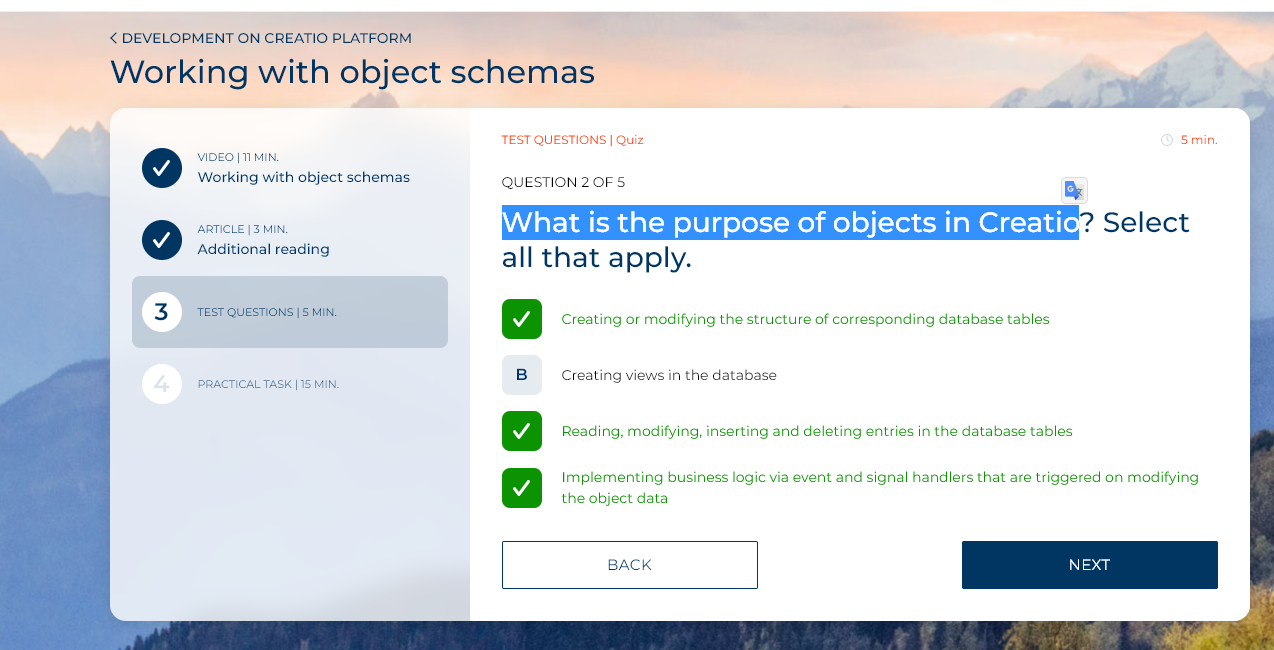 < DEVELOPMENT ON CREATIO PLATFORM
Working with object schemas
VIDEO | 11 MIN.
Working with object schemas
ARTICLE | 3 MIN.
Additional reading
3
TEST QUESTIONS | 5 MIN.
4
PRACTICAL TASK | 15 MIN.
TEST QUESTIONS | Quiz
5 min.
QUESTION 2 OF 5
What is the purpose of objects in Creatio? Select
all that apply.
Creating or modifying the structure of corresponding database tables
B
Creating views in the database
Reading, modifying, inserting and deleting entries in the database tables
Implementing business logic via event and signal handlers that are triggered on modifying
the object data
BACK
NEXT